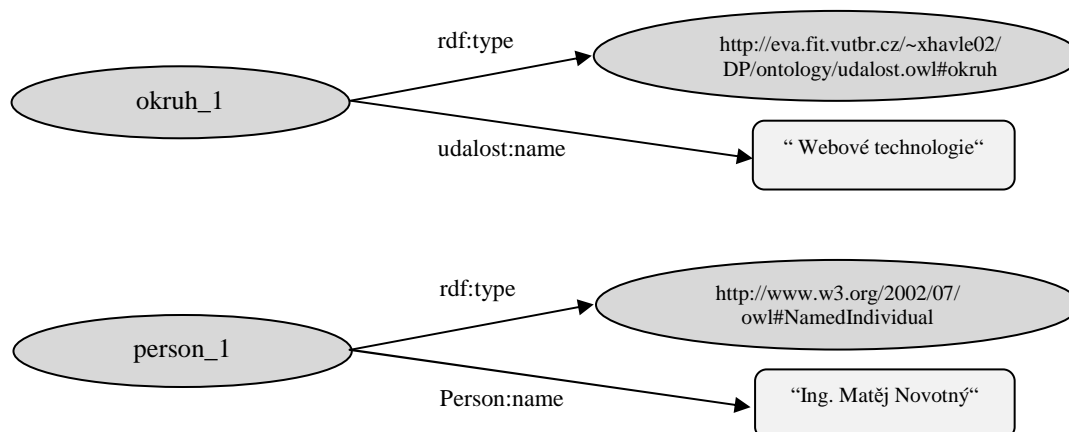 rdf:type
http://eva.fit.vutbr.cz/~xhavle02/
DP/ontology/udalost.owl#okruh
okruh_1
udalost:name
“ Webové technologie“
rdf:type
http://www.w3.org/2002/07/
owl#NamedIndividual
person_1
Person:name
“Ing. Matěj Novotný“